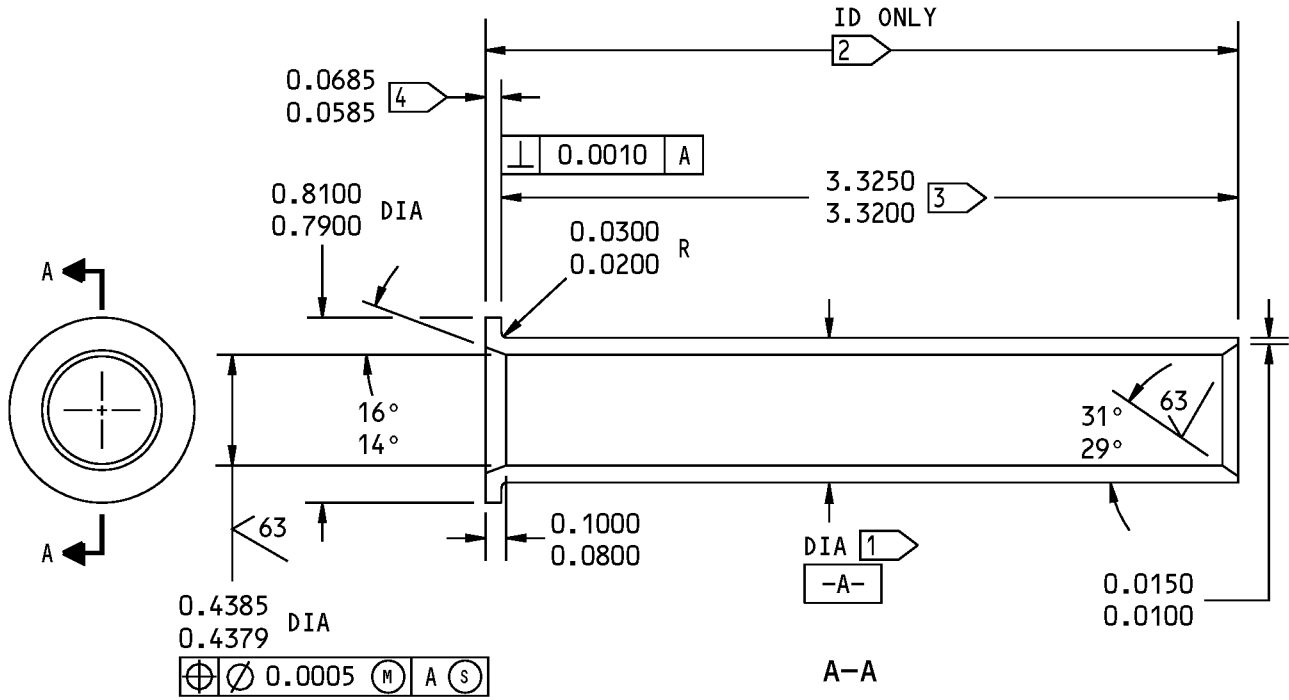 ID ONLY
2
0.0685
0.0585
4
⊥ 0.0010 A
3.3250
3.3200
3
0.8100
0.7900
DIA
0.0300
0.0200
R
A
16°
14°
31°
29°
63
63
A
0.1000
0.0800
DIA 1
-A-
0.0150
0.0100
0.4385
0.4379
DIA
⌖ ⌀ 0.0005 Ⓜ A Ⓢ
A-A